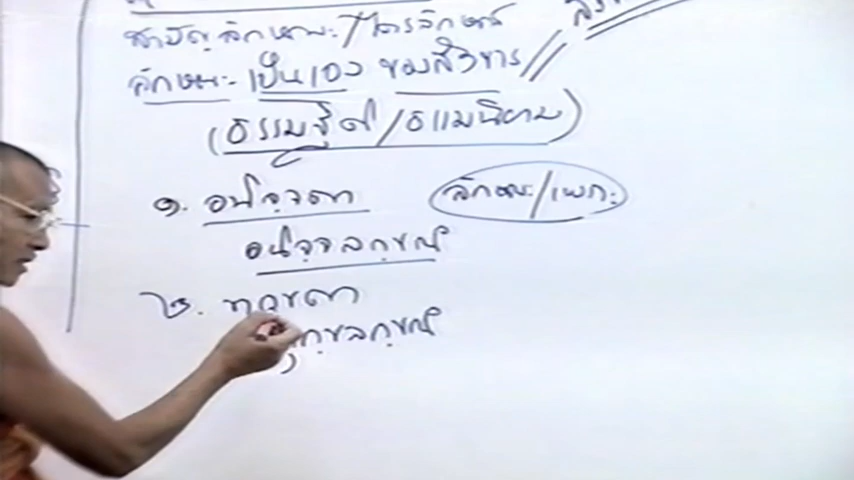 สามัญลักษณะ/ไตรลักษณ์
ลักษณะเป็นเอง ของสังขาร//
(ธรรมฐิติ/ธรรมนิยาม)
๑. อนิจจตา
ลักษณะ/เพภะ
อนิจฺจลกฺขณํ
๒. ทุกฺขตา
ทุกฺขลกฺขณํ